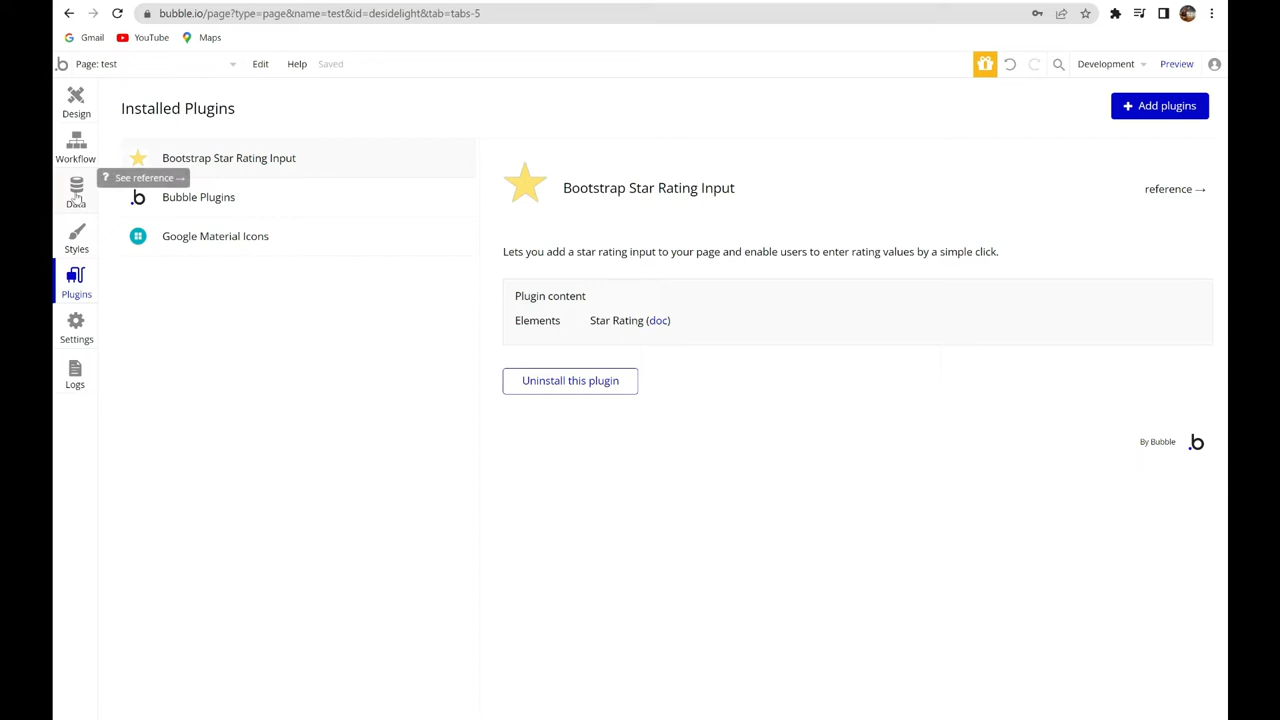 bubble.io/page?type=page&name=test&id=desidelight&tab=tabs-5
Gmail YouTube Maps
b Page: test Edit Help Saved Development Preview
Design
Workflow
Data
Styles
Plugins
Settings
Logs
? See reference →
Installed Plugins
+ Add plugins
Bootstrap Star Rating Input
Bubble Plugins
Google Material Icons
Bootstrap Star Rating Input
reference →
Lets you add a star rating input to your page and enable users to enter rating values by a simple click.
Plugin content
Elements Star Rating (doc)
Uninstall this plugin
By Bubble .b